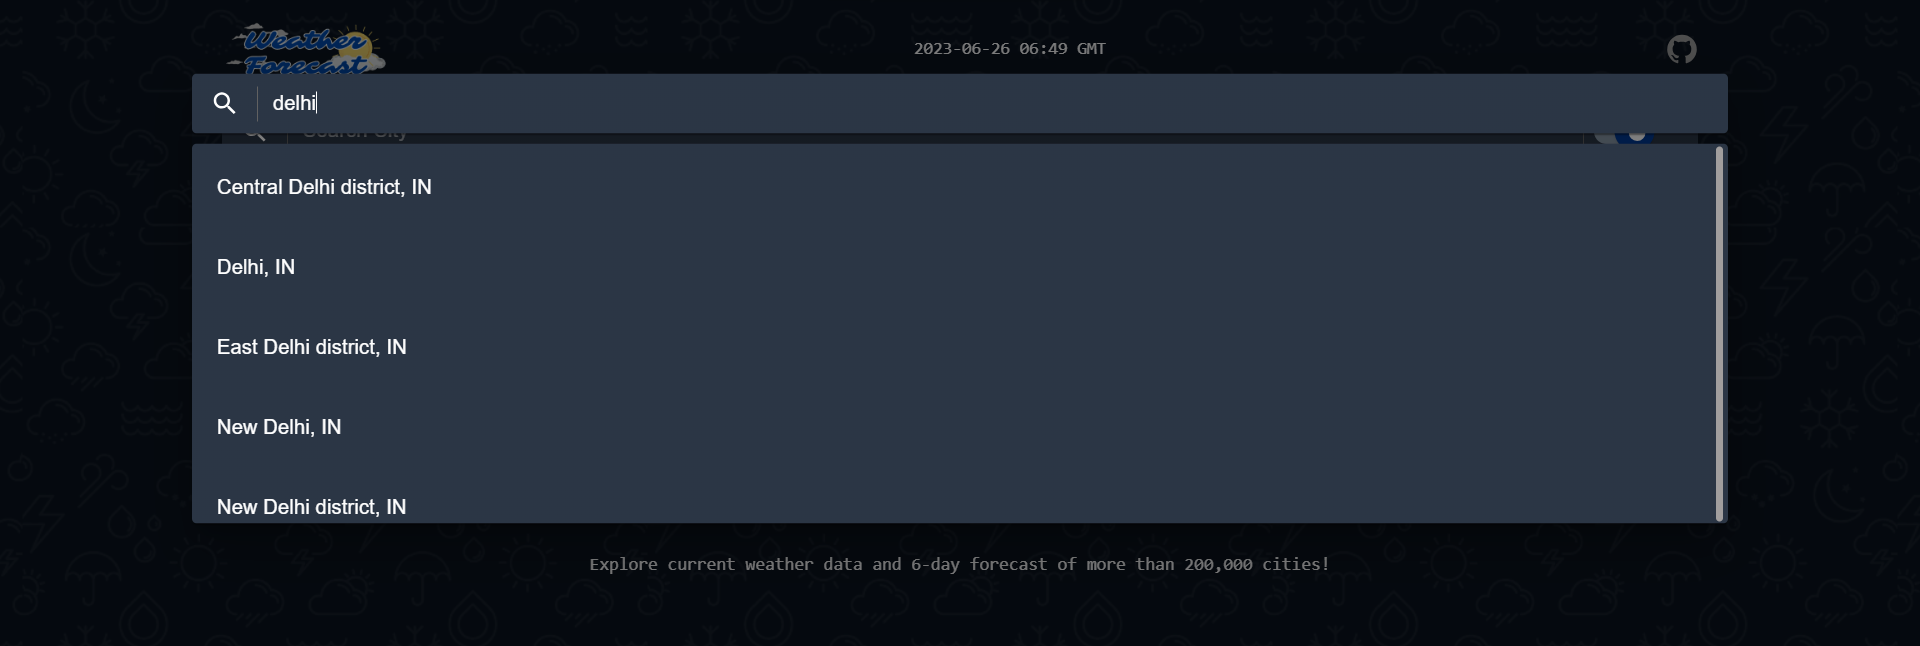 Weather
Forecast
2023-06-26 06:49 GMT
delhi
Search City
Central Delhi district, IN
Delhi, IN
East Delhi district, IN
New Delhi, IN
New Delhi district, IN
Explore current weather data and 6-day forecast of more than 200,000 cities!